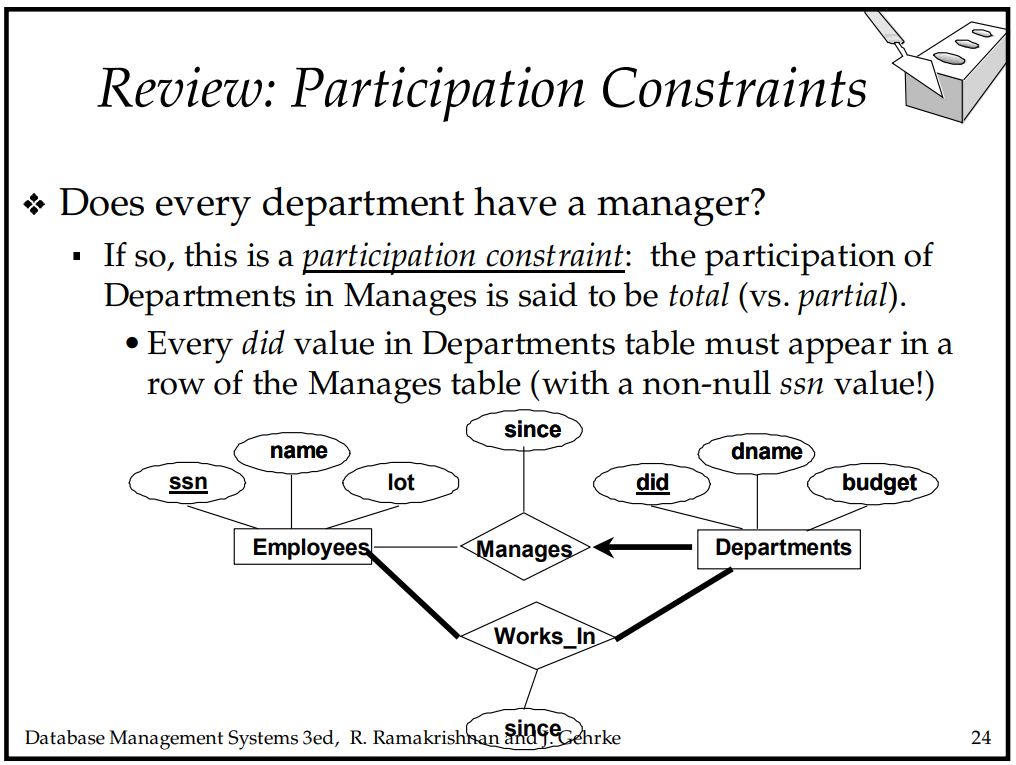 Review: Participation Constraints
❖ Does every department have a manager?
▪ If so, this is a participation constraint: the participation of
Departments in Manages is said to be total (vs. partial).
• Every did value in Departments table must appear in a
row of the Manages table (with a non-null ssn value!)
since
name
dname
ssn
lot
did
budget
Employees
Manages
Departments
Works_In
since
Database Management Systems 3ed, R. Ramakrishnan and J. Gehrke
24